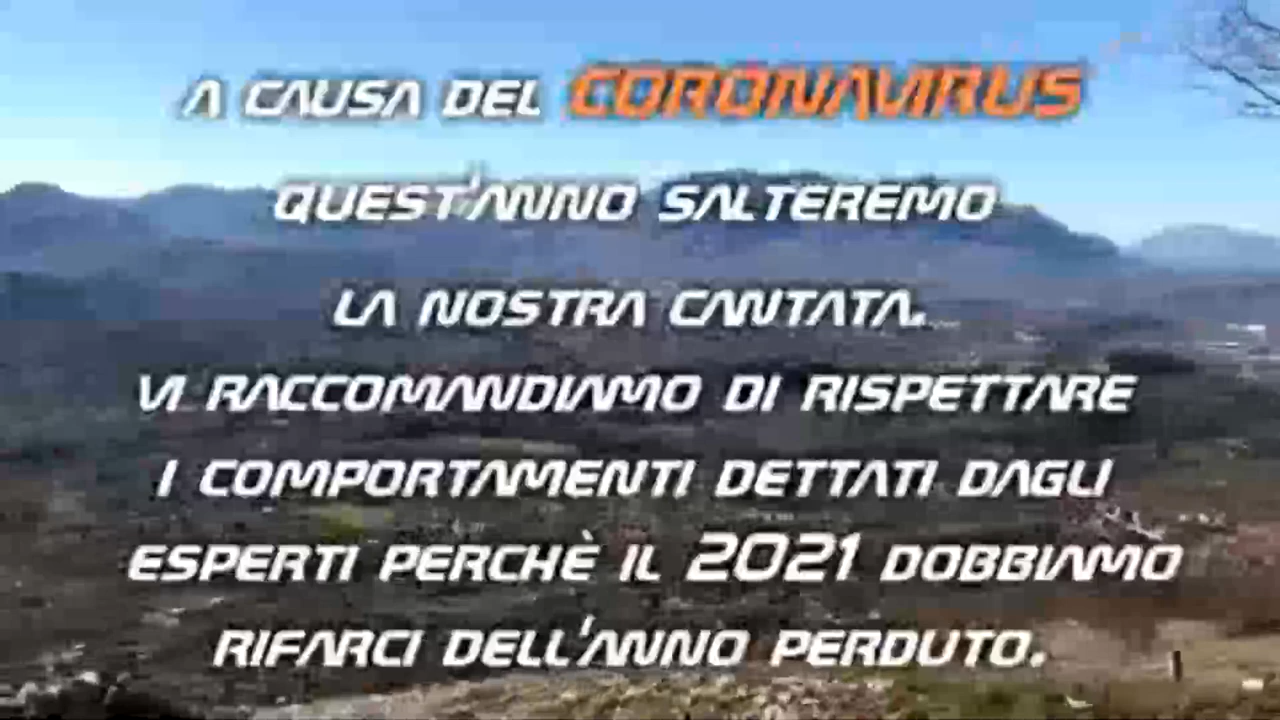 A CAUSA DEL CORONAVIRUS
QUEST'ANNO SALTEREMO
LA NOSTRA CANTATA.
VI RACCOMANDIAMO DI RISPETTARE
I COMPORTAMENTI DETTATI DAGLI
ESPERTI PERCHÈ IL 2021 DOBBIAMO
RIFARCI DELL'ANNO PERDUTO.